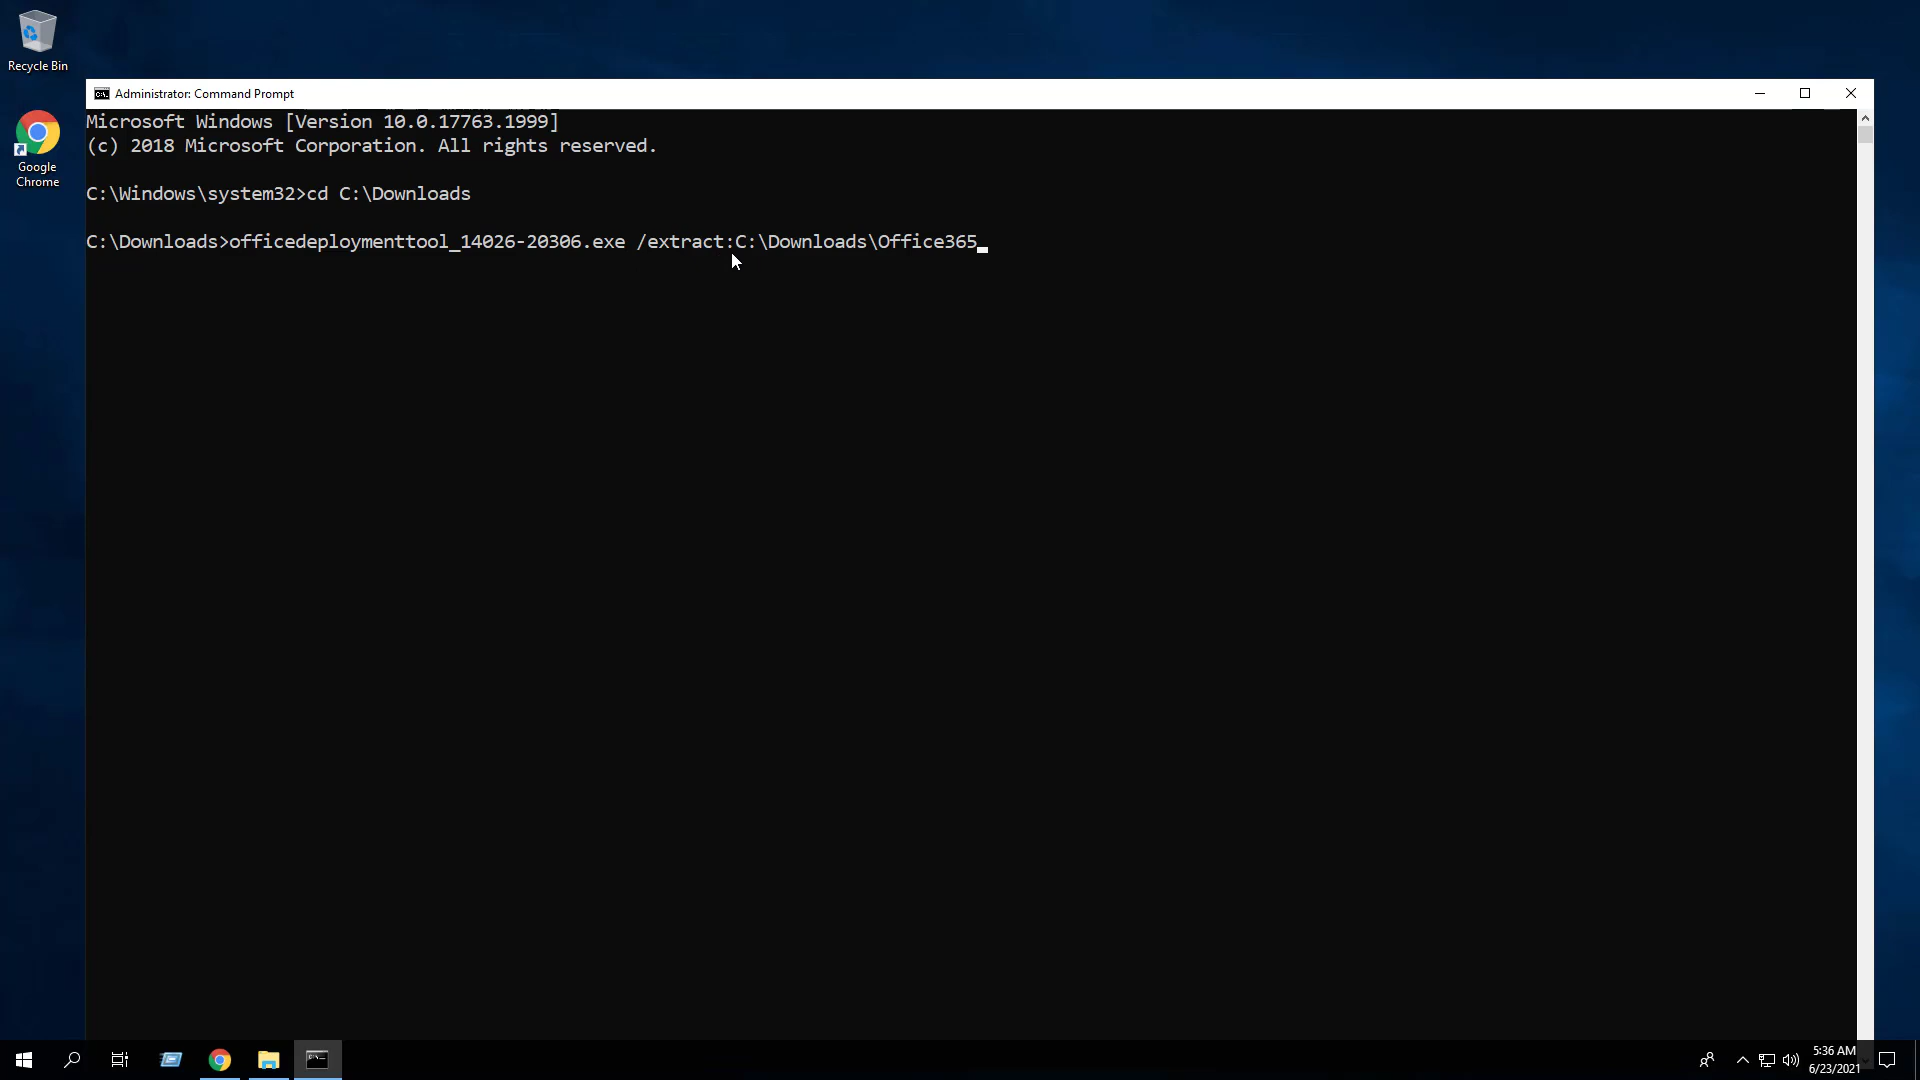 Recycle Bin
Google
Chrome
Administrator: Command Prompt
Microsoft Windows [Version 10.0.17763.1999]
(c) 2018 Microsoft Corporation. All rights reserved.
C:\Windows\system32>cd C:\Downloads
C:\Downloads>officedeploymenttool_14026-20306.exe /extract:C:\Downloads\Office365
5:36 AM
6/23/2021